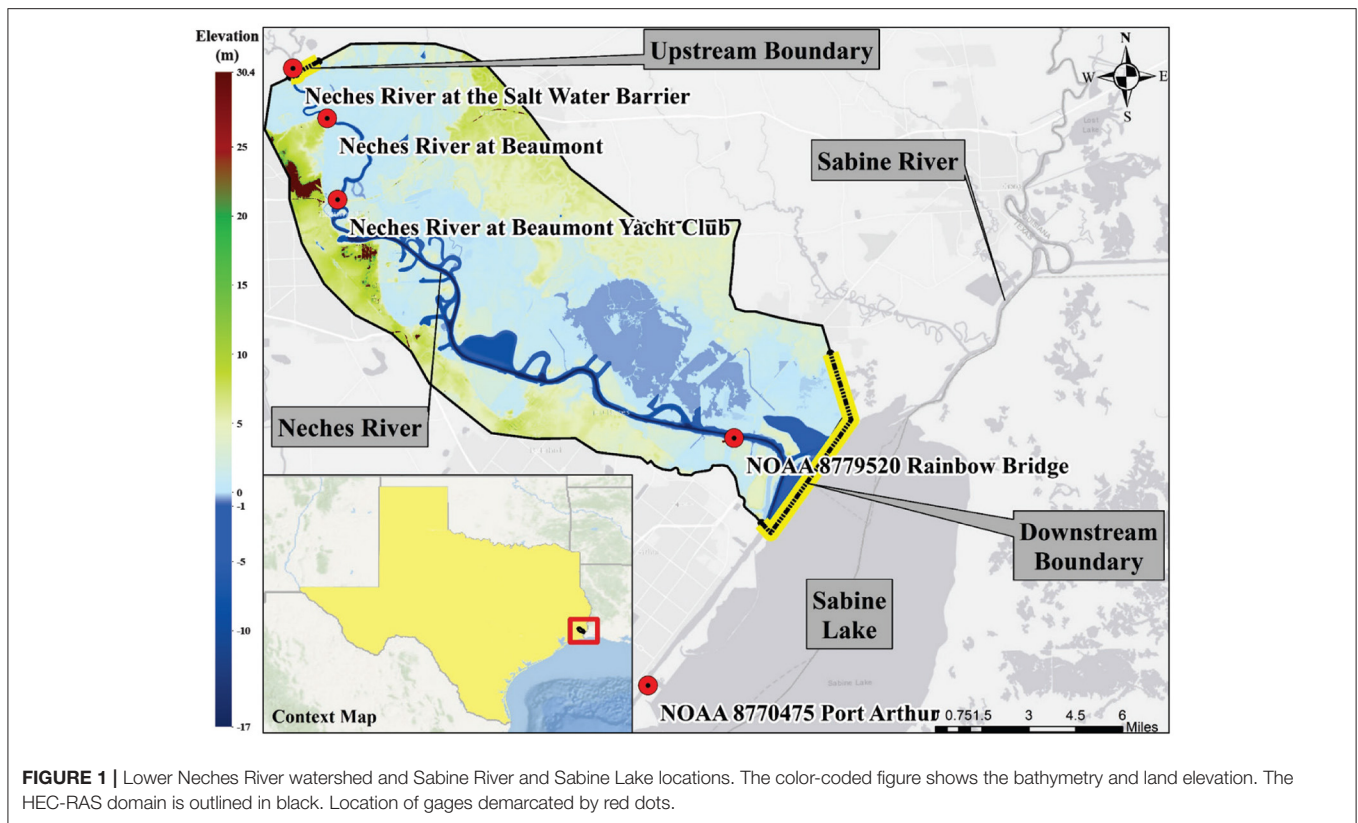 Elevation
(m)
30.4
25
20
15
10
5
0
-1
-5
-10
-17
Upstream Boundary
N
W
E
S
Neches River at the Salt Water Barrier
Neches River at Beaumont
Sabine River
Neches River at Beaumont Yacht Club
Neches River
NOAA 8779520 Rainbow Bridge
Downstream
Boundary
Sabine
Lake
Sabine Lake
Context Map
NOAA 8770475 Port Arthur
0.75 1.5 3 4.5 6
Miles
FIGURE 1 | Lower Neches River watershed and Sabine River and Sabine Lake locations. The color-coded figure shows the bathymetry and land elevation. The
HEC-RAS domain is outlined in black. Location of gages demarcated by red dots.